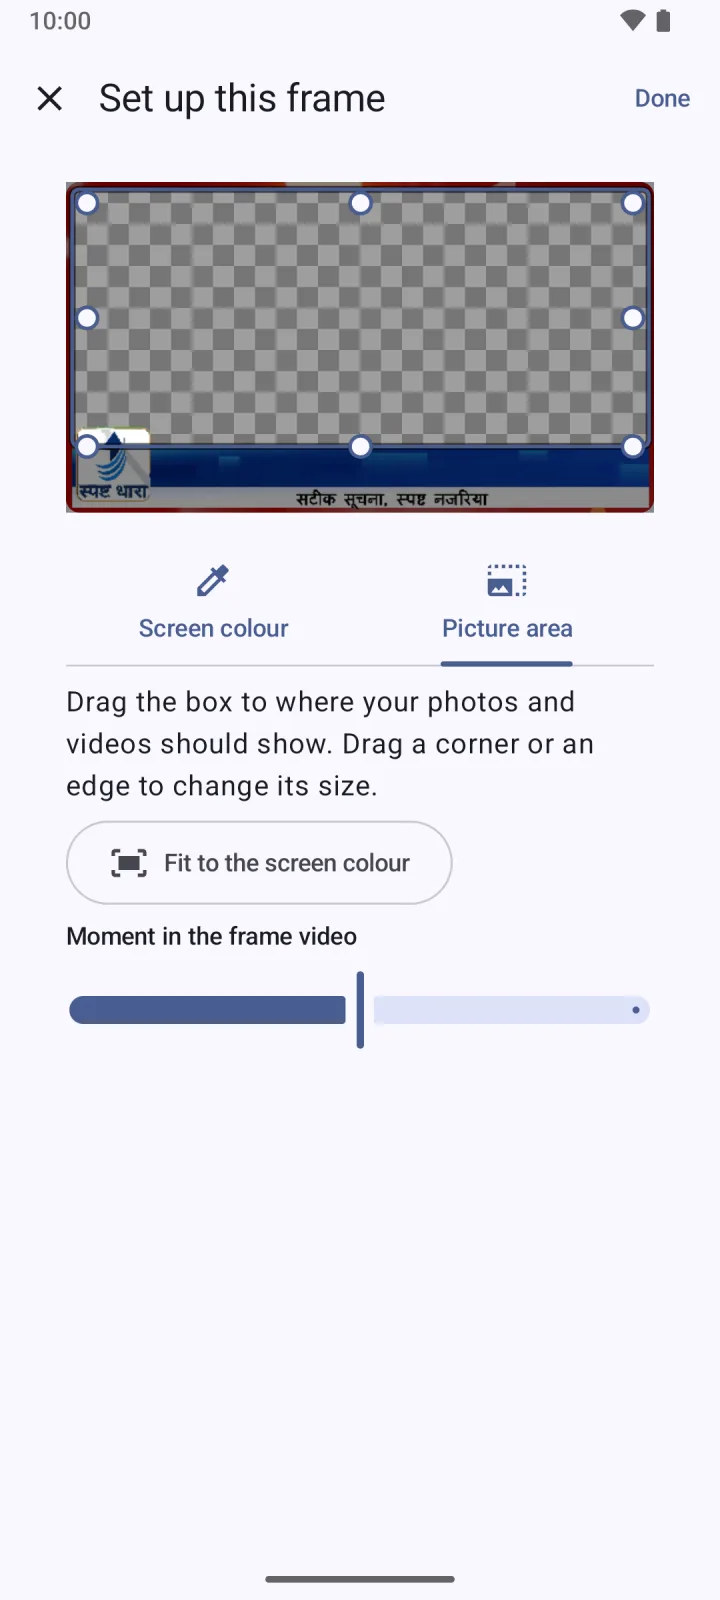 10:00
Set up this frame
Done
स्पष्ट धारा
सटीक सूचना, स्पष्ट नजरिया
Screen colour
Picture area
Drag the box to where your photos and
videos should show. Drag a corner or an
edge to change its size.
Fit to the screen colour
Moment in the frame video